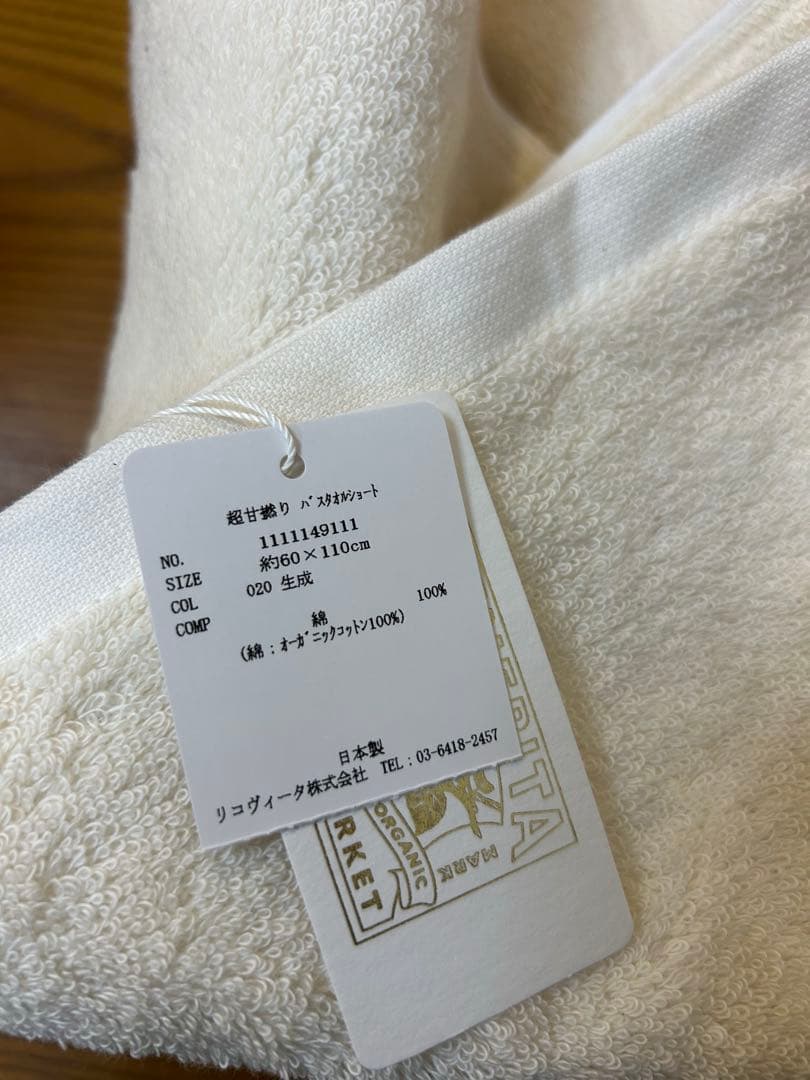 超甘撚り ﾊﾞｽﾀｵﾙｼｮｰﾄ
NO. 1111149111
SIZE 約60×110cm
COL 020 生成
COMP 綿 100%
(綿：ｵｰｶﾞﾆｯｸｺｯﾄﾝ100%)
日本製
リコヴィータ株式会社 TEL：03-6418-2457
MARK
ORGANIC